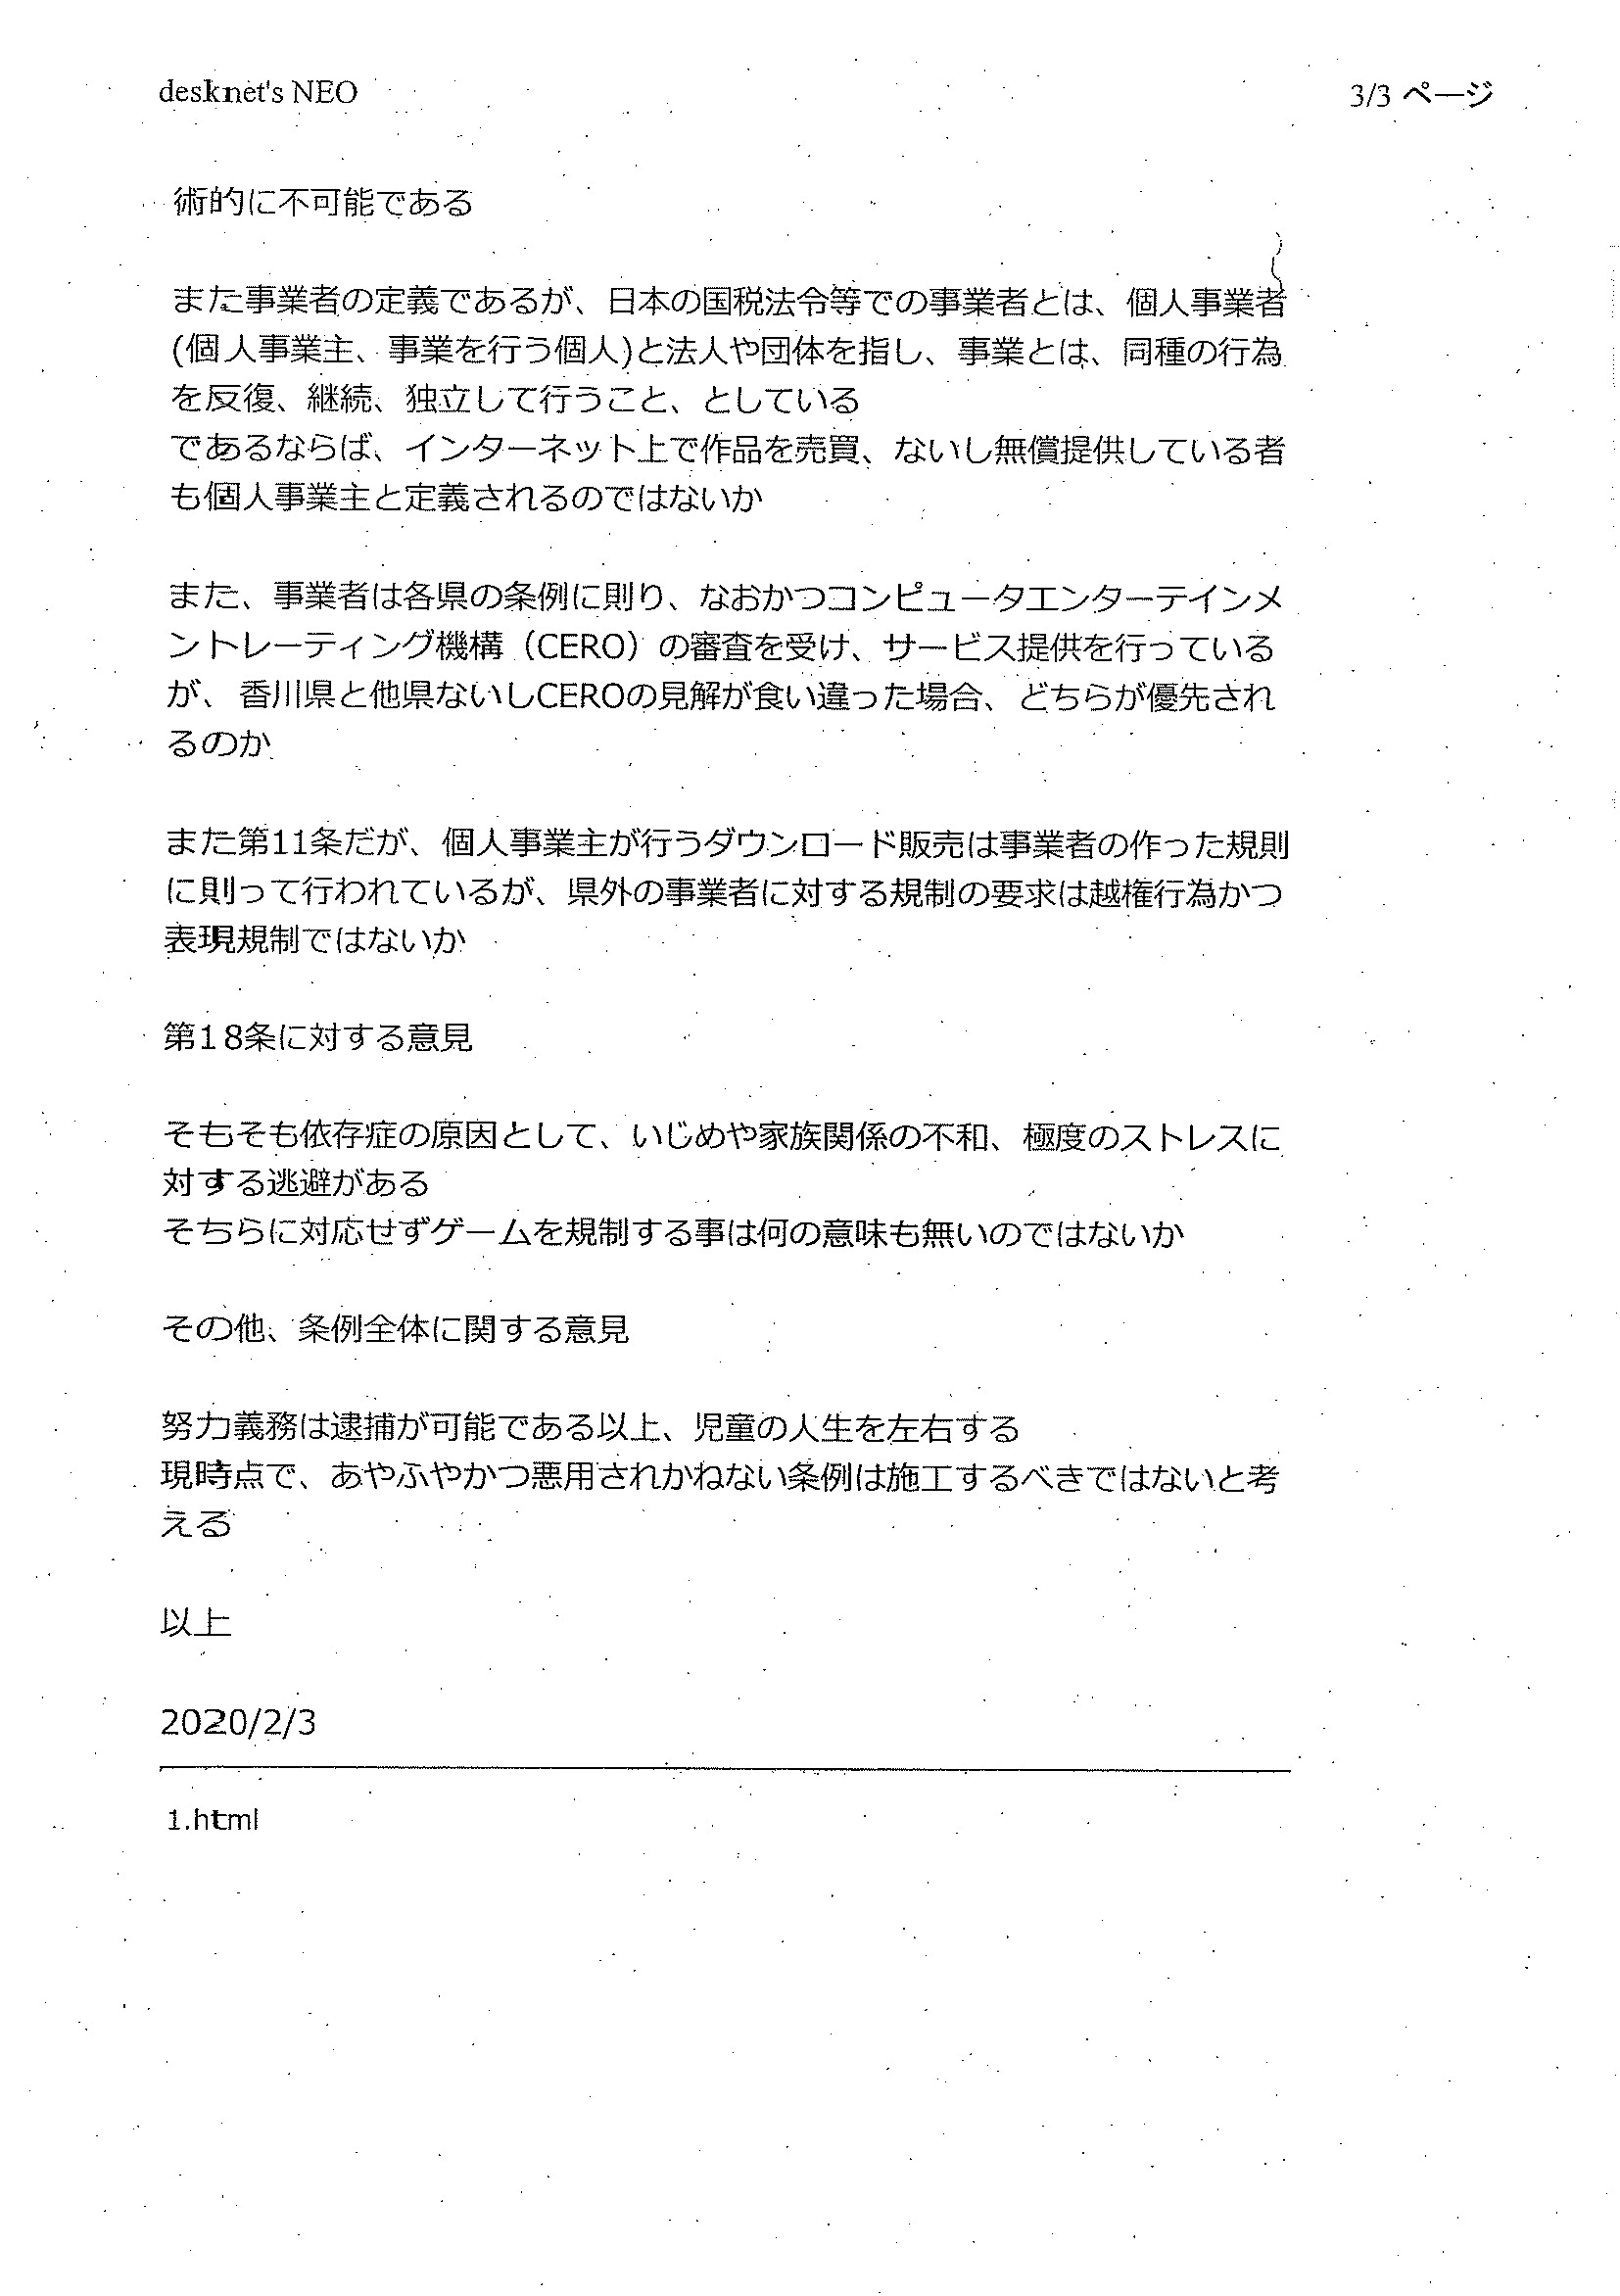 desknet's NEO
3/3 ページ
術的に不可能である
また事業者の定義であるが、日本の国税法令等での事業者とは、個人事業者
(個人事業主、事業を行う個人)と法人や団体を指し、事業とは、同種の行為
を反復、継続、独立して行うこと、としている
であるならば、インターネット上で作品を売買、ないし無償提供している者
も個人事業主と定義されるのではないか
また、事業者は各県の条例に則り、なおかつコンピュータエンターテインメ
ントレーティング機構（CERO）の審査を受け、サービス提供を行っている
が、香川県と他県ないしCEROの見解が食い違った場合、どちらが優先され
るのか
また第11条だが、個人事業主が行うダウンロード販売は事業者の作った規則
に則って行われているが、県外の事業者に対する規制の要求は越権行為かつ
表現規制ではないか
第18条に対する意見
そもそも依存症の原因として、いじめや家族関係の不和、極度のストレスに
対する逃避がある
そちらに対応せずゲームを規制する事は何の意味も無いのではないか
その他、条例全体に関する意見
努力義務は逮捕が可能である以上、児童の人生を左右する
現時点で、あやふやかつ悪用されかねない条例は施工するべきではないと考
える
以上
2020/2/3
1.html